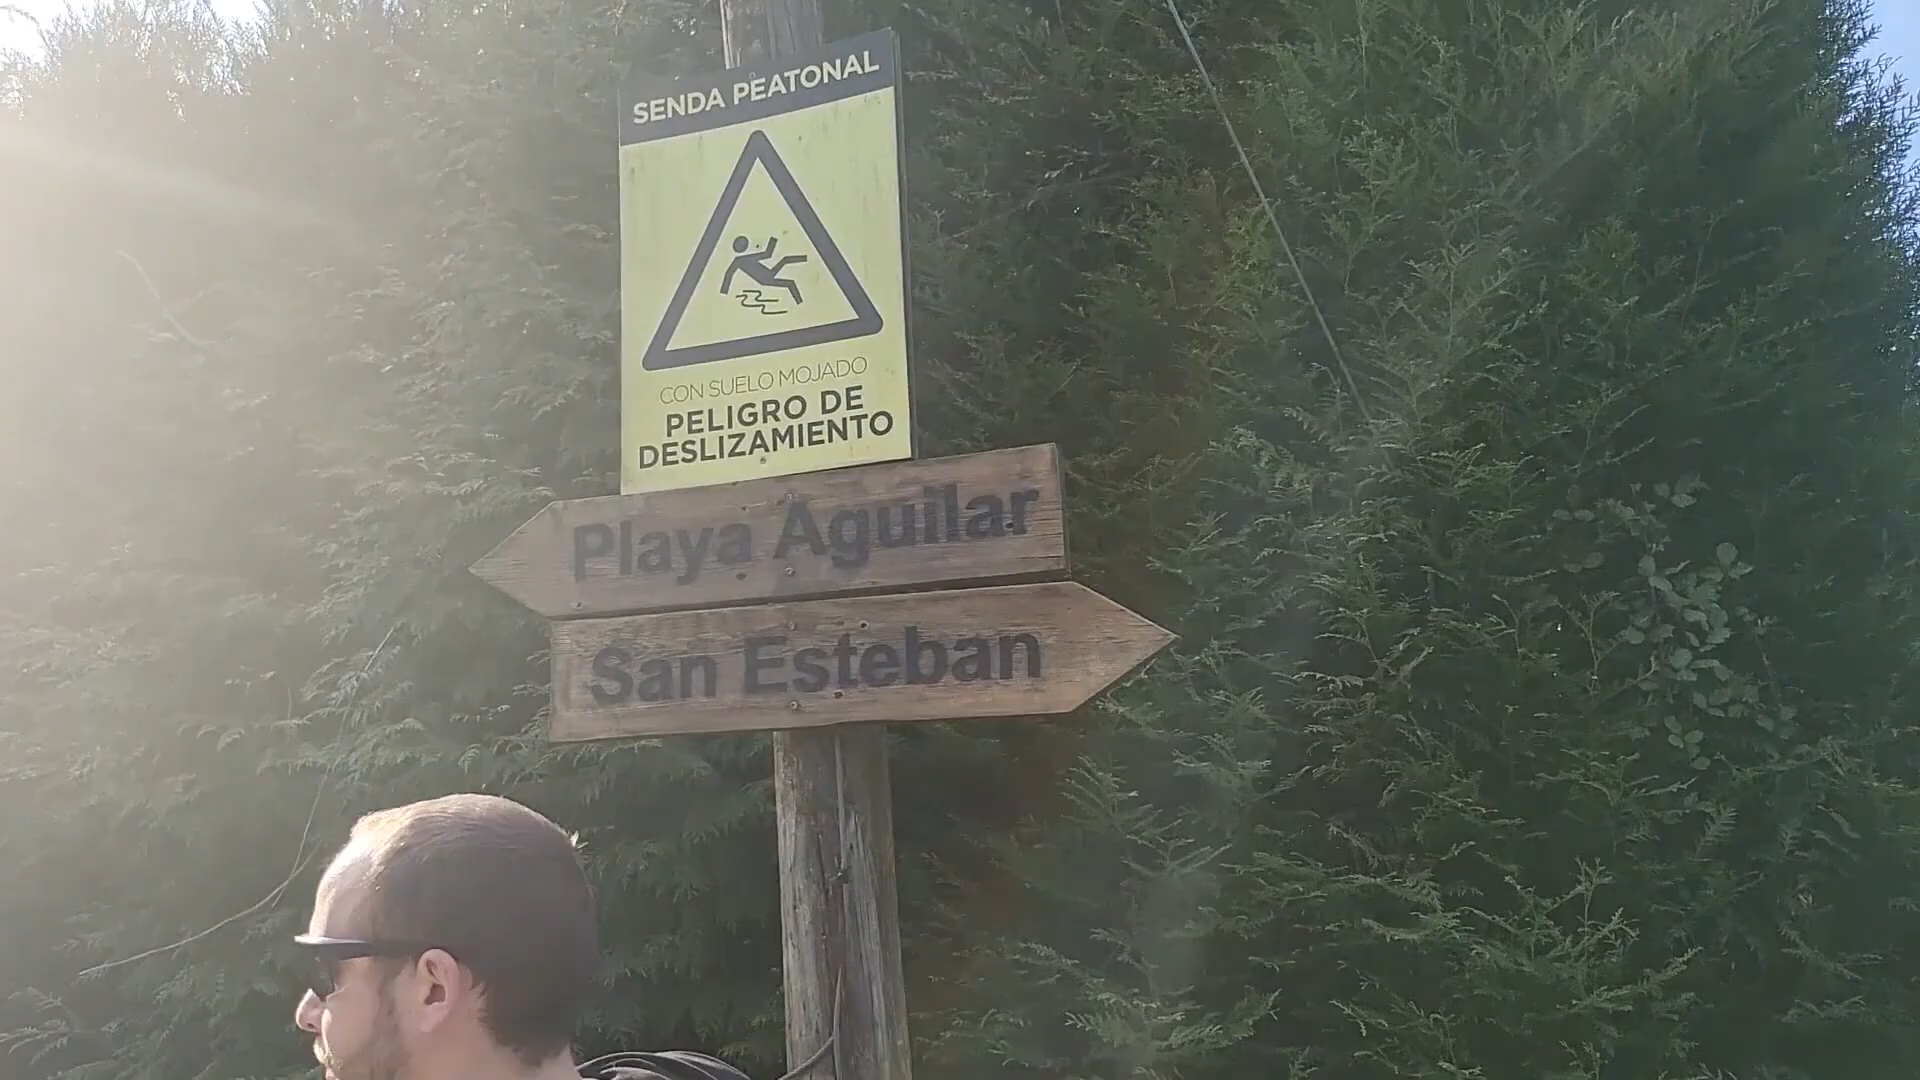 SENDA PEATONAL
CON SUELO MOJADO
PELIGRO DE
DESLIZAMIENTO
Playa Aguilar
San Esteban